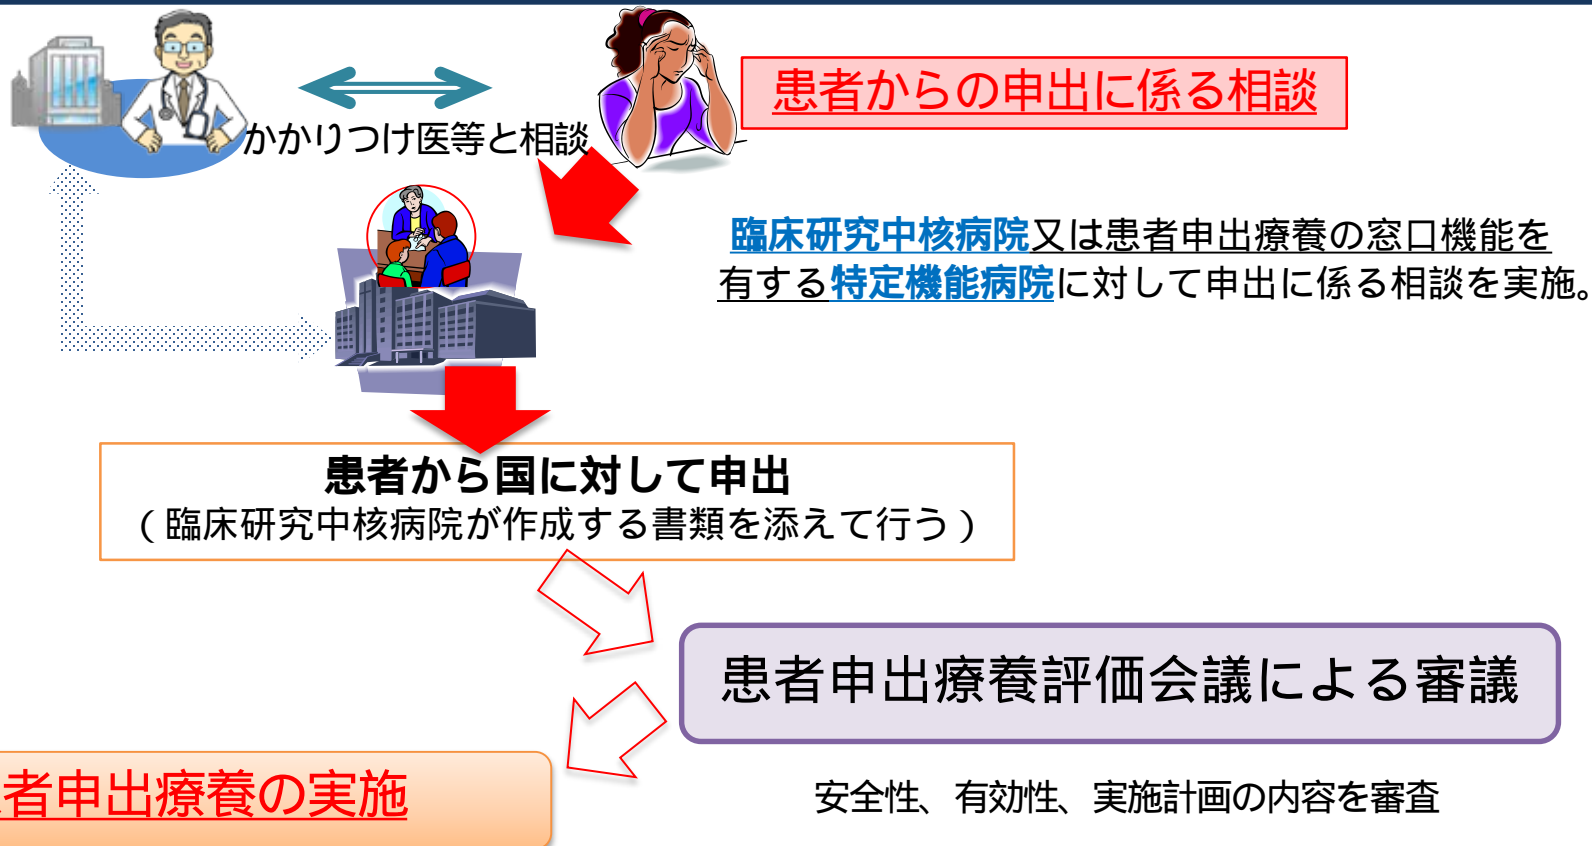 患者からの申出に係る相談
かかりつけ医等と相談
臨床研究中核病院又は患者申出療養の窓口機能を
有する特定機能病院に対して申出に係る相談を実施。
患者から国に対して申出
（臨床研究中核病院が作成する書類を添えて行う）
患者申出療養評価会議による審議
安全性、有効性、実施計画の内容を審査
者申出療養の実施